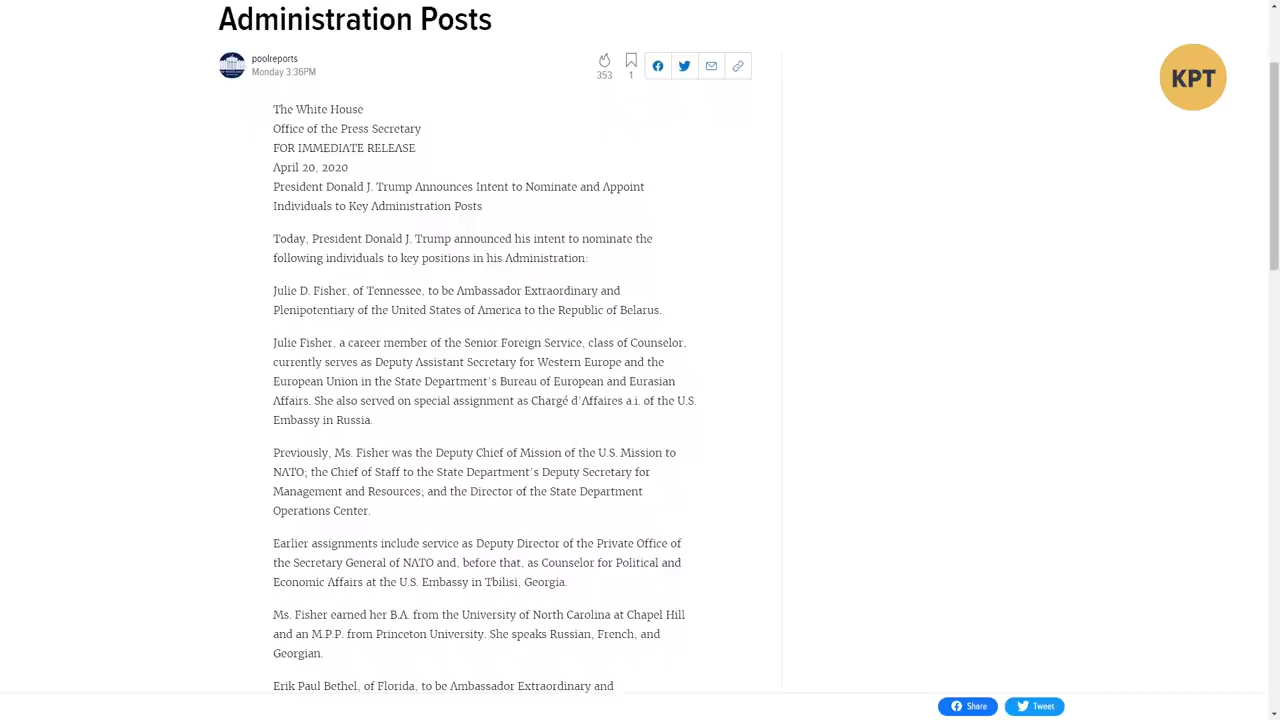 Administration Posts
poolreports
Monday 3:36PM
353
1
KPT
The White House
Office of the Press Secretary
FOR IMMEDIATE RELEASE
April 20, 2020
President Donald J. Trump Announces Intent to Nominate and Appoint
Individuals to Key Administration Posts
Today, President Donald J. Trump announced his intent to nominate the
following individuals to key positions in his Administration:
Julie D. Fisher, of Tennessee, to be Ambassador Extraordinary and
Plenipotentiary of the United States of America to the Republic of Belarus.
Julie Fisher, a career member of the Senior Foreign Service, class of Counselor,
currently serves as Deputy Assistant Secretary for Western Europe and the
European Union in the State Department's Bureau of European and Eurasian
Affairs. She also served on special assignment as Chargé d'Affaires a.i. of the U.S.
Embassy in Russia.
Previously, Ms. Fisher was the Deputy Chief of Mission of the U.S. Mission to
NATO; the Chief of Staff to the State Department's Deputy Secretary for
Management and Resources; and the Director of the State Department
Operations Center.
Earlier assignments include service as Deputy Director of the Private Office of
the Secretary General of NATO and, before that, as Counselor for Political and
Economic Affairs at the U.S. Embassy in Tbilisi, Georgia.
Ms. Fisher earned her B.A. from the University of North Carolina at Chapel Hill
and an M.P.P. from Princeton University. She speaks Russian, French, and
Georgian.
Erik Paul Bethel, of Florida, to be Ambassador Extraordinary and
Share
Tweet